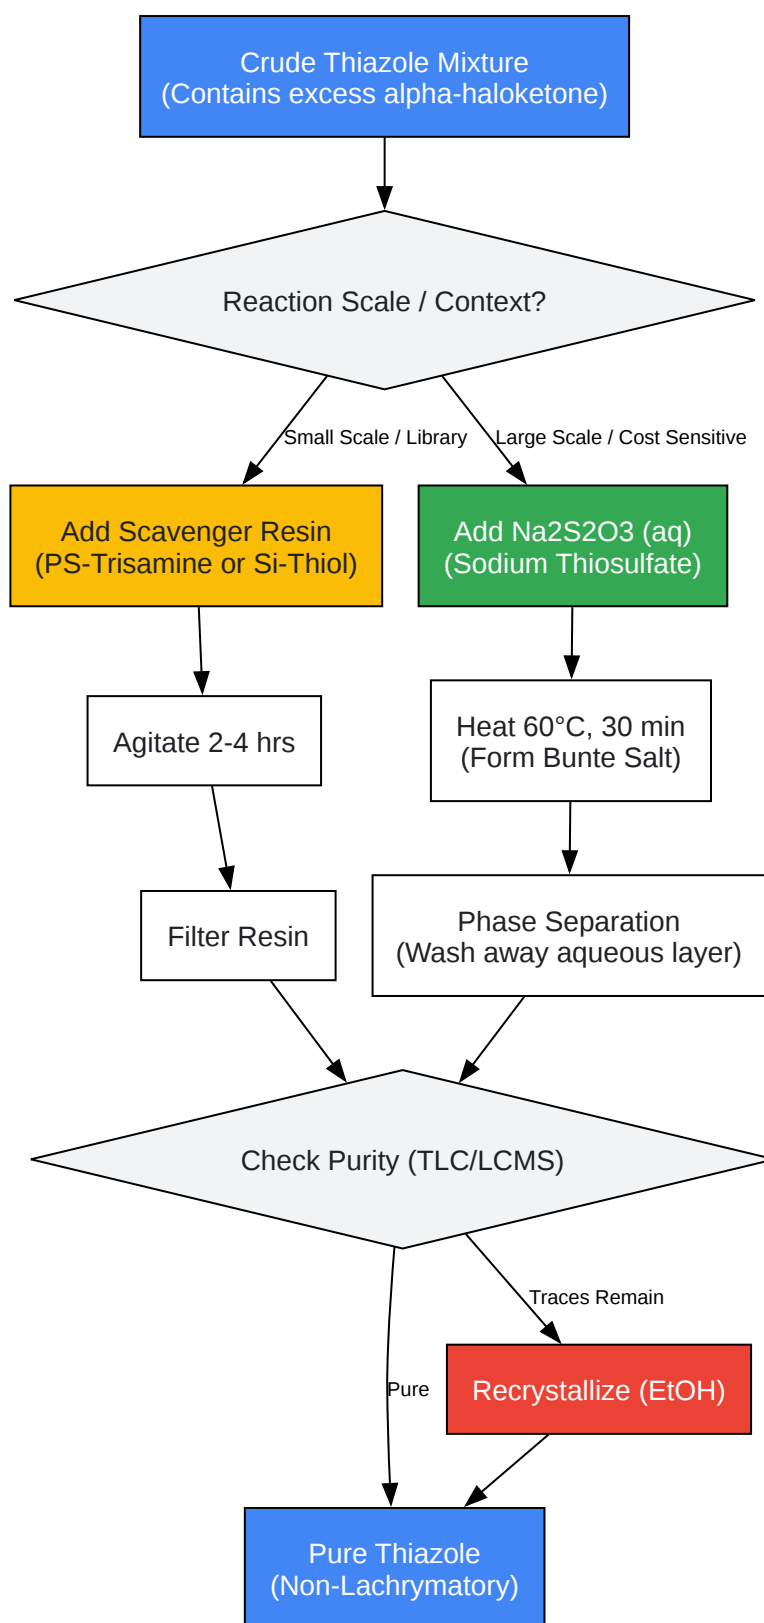 Crude Thiazole Mixture
(Contains excess alpha-haloketone)
Reaction Scale / Context?
Small Scale / Library
Large Scale / Cost Sensitive
Add Scavenger Resin
(PS-Trisamine or Si-Thiol)
Add Na2S2O3 (aq)
(Sodium Thiosulfate)
Agitate 2-4 hrs
Heat 60°C, 30 min
(Form Bunte Salt)
Filter Resin
Phase Separation
(Wash away aqueous layer)
Check Purity (TLC/LCMS)
Traces Remain
Pure
Recrystallize (EtOH)
Pure Thiazole
(Non-Lachrymatory)